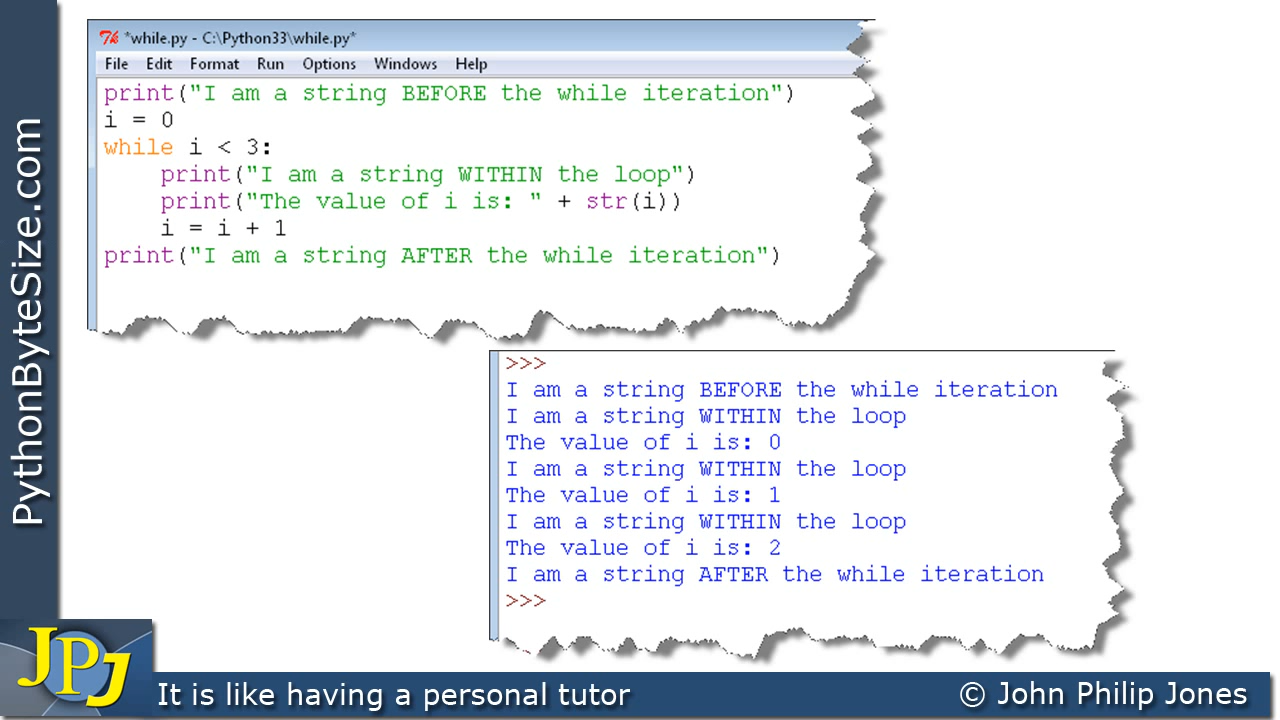 PythonByteSize.com
*while.py - C:\Python33\while.py*
File Edit Format Run Options Windows Help
print("I am a string BEFORE the while iteration")
i = 0
while i < 3:
    print("I am a string WITHIN the loop")
    print("The value of i is: " + str(i))
    i = i + 1
print("I am a string AFTER the while iteration")
>>>
I am a string BEFORE the while iteration
I am a string WITHIN the loop
The value of i is: 0
I am a string WITHIN the loop
The value of i is: 1
I am a string WITHIN the loop
The value of i is: 2
I am a string AFTER the while iteration
>>>
JPJ
It is like having a personal tutor
© John Philip Jones